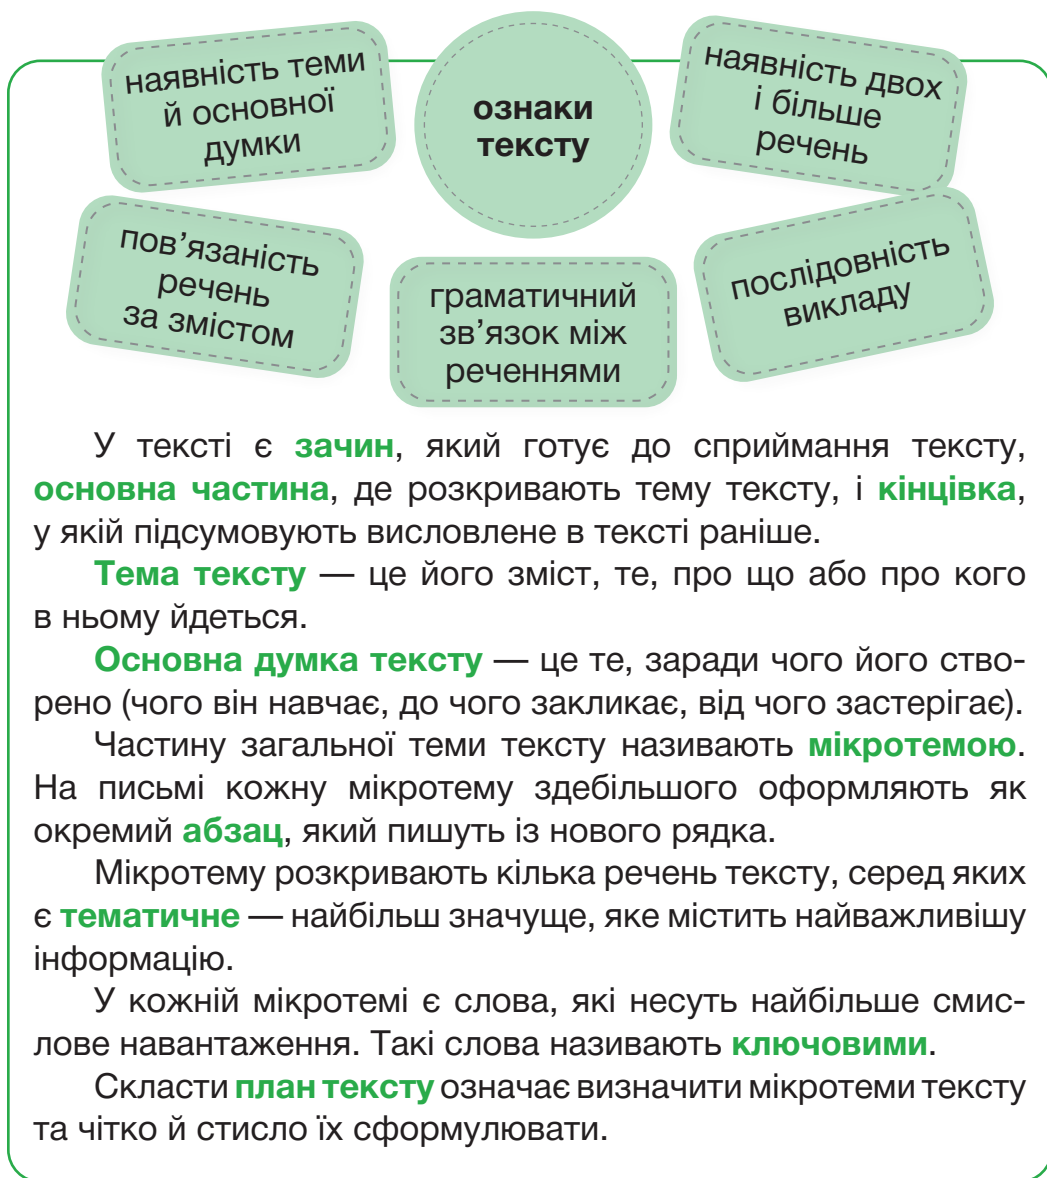 наявність теми
й основної
думки
ознаки
тексту
наявність двох
і більше
речень
пов’язаність
речень
за змістом
граматичний
зв’язок між
реченнями
послідовність
викладу
У тексті є зачин, який готує до сприймання тексту,
основна частина, де розкривають тему тексту, і кінцівка,
у якій підсумовують висловлене в тексті раніше.
Тема тексту — це його зміст, те, про що або про кого
в ньому йдеться.
Основна думка тексту — це те, заради чого його ство-
рено (чого він навчає, до чого закликає, від чого застерігає).
Частину загальної теми тексту називають мікротемою.
На письмі кожну мікротему здебільшого оформляють як
окремий абзац, який пишуть із нового рядка.
Мікротему розкривають кілька речень тексту, серед яких
є тематичне — найбільш значуще, яке містить найважливішу
інформацію.
У кожній мікротемі є слова, які несуть найбільше смис-
лове навантаження. Такі слова називають ключовими.
Скласти план тексту означає визначити мікротеми тексту
та чітко й стисло їх сформулювати.